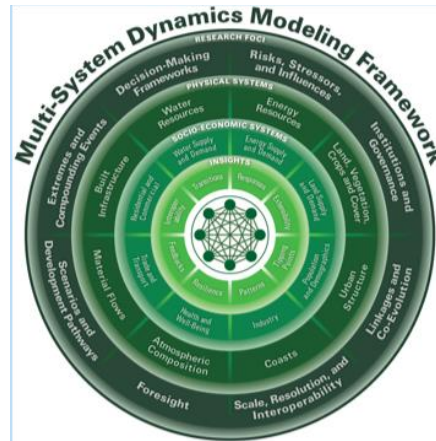 Multi-System Dynamics Modeling Framework
RESEARCH FOCI
Decision-Making
Frameworks
Risks, Stressors,
and Influences
Institutions and
Governance
Linkages and
Co-Evolution
Scale, Resolution, and
Interoperability
Foresight
Scenarios and
Development Pathways
Extremes and
Compounding Events
PHYSICAL SYSTEMS
Water
Resources
Energy
Resources
Land, Vegetation,
Crops and Cover
Urban
Structure
Coasts
Atmospheric
Composition
Material Flows
Built
Infrastructure
SOCIO-ECONOMIC SYSTEMS
Water Supply
and Demand
Energy Supply
and Demand
Land Supply
and Demand
Population
and Demographics
Industry
Health and
Well-Being
Trade and
Transport
Residential and
Commercial
INSIGHTS
Transitions
Responses
Extensibility
Tipping
Points
Patterns
Resilience
Feedbacks